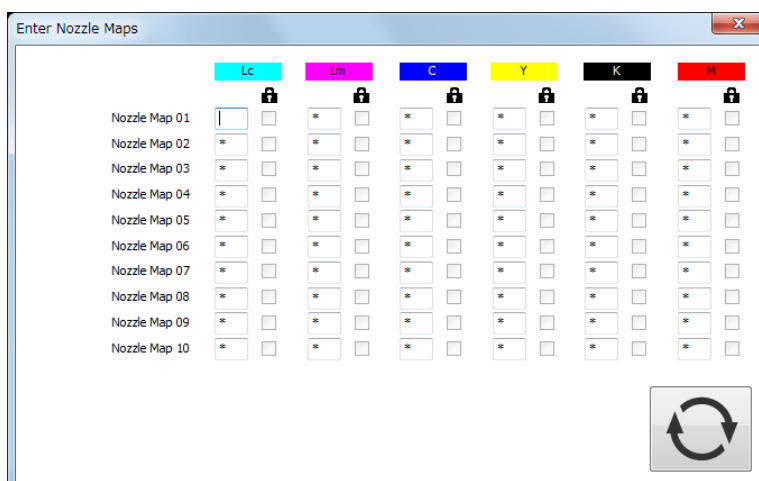 Enter Nozzle Maps
Lc Lm C Y K M
Nozzle Map 01 * * * * *
Nozzle Map 02 * * * * * *
Nozzle Map 03 * * * * * *
Nozzle Map 04 * * * * * *
Nozzle Map 05 * * * * * *
Nozzle Map 06 * * * * * *
Nozzle Map 07 * * * * * *
Nozzle Map 08 * * * * * *
Nozzle Map 09 * * * * * *
Nozzle Map 10 * * * * * *